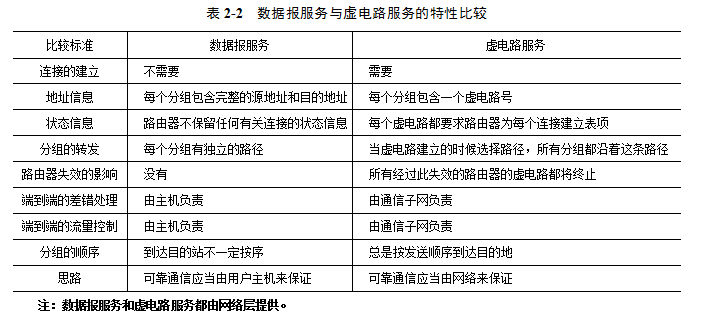 表 2-2 数据报服务与虚电路服务的特性比较
比较标准 数据报服务 虚电路服务
连接的建立 不需要 需要
地址信息 每个分组包含完整的源地址和目的地址 每个分组包含一个虚电路号
状态信息 路由器不保留任何有关连接的状态信息 每个虚电路都要求路由器为每个连接建立表项
分组的转发 每个分组有独立的路径 当虚电路建立的时候选择路径，所有分组都沿着这条路径
路由器失效的影响 没有 所有经过此失效的路由器的虚电路都将终止
端到端的差错处理 由主机负责 由通信子网负责
端到端的流量控制 由主机负责 由通信子网负责
分组的顺序 到达目的站不一定按序 总是按发送顺序到达目的地
思路 可靠通信应当由用户主机来保证 可靠通信应当由网络来保证
注：数据报服务和虚电路服务都由网络层提供。